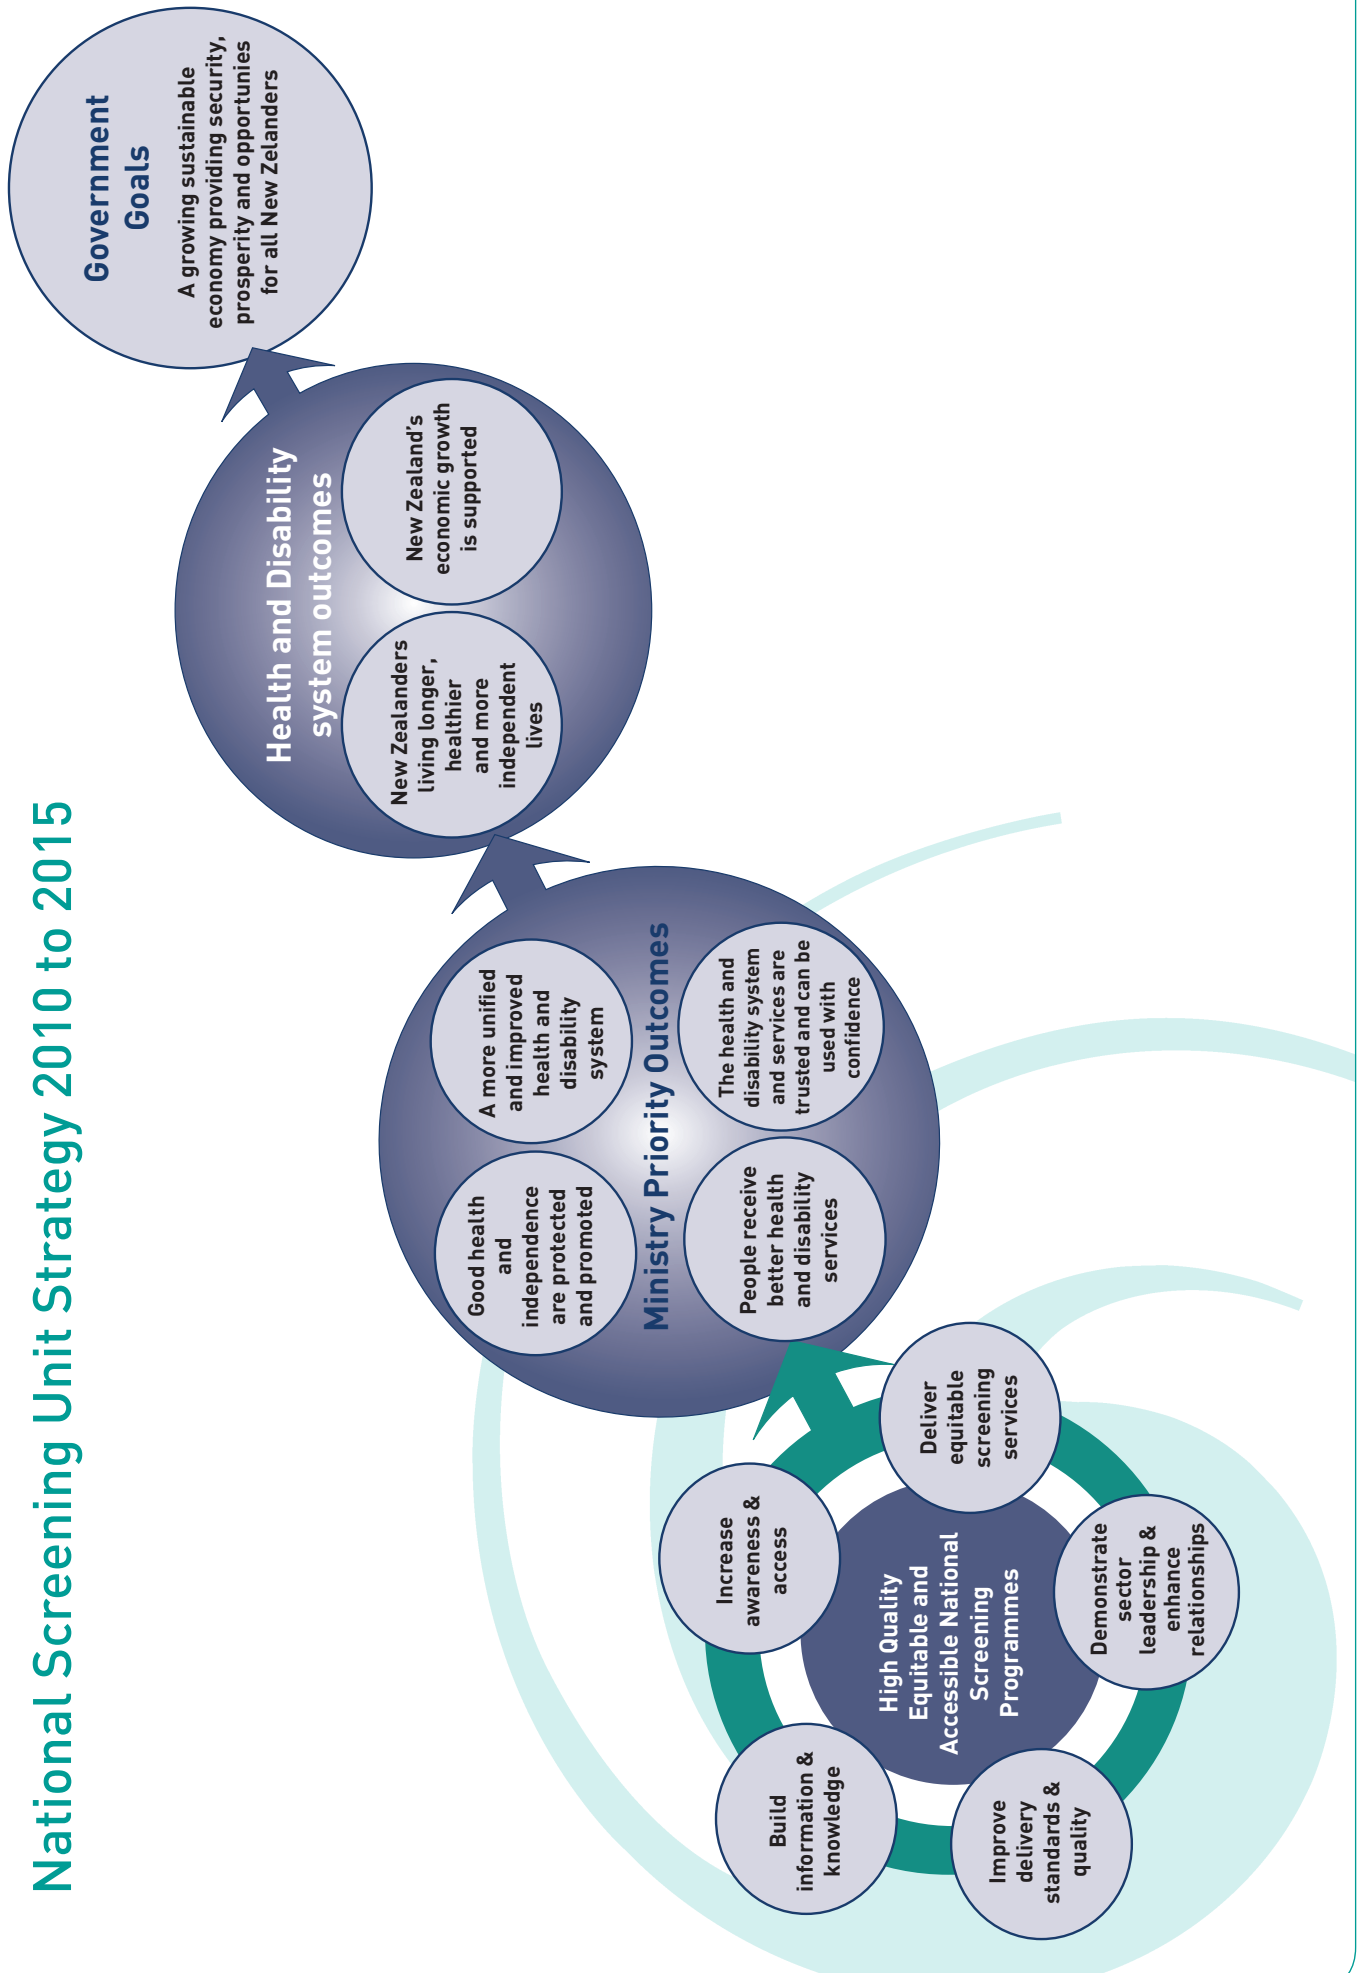 National Screening Unit Strategy 2010 to 2015
Government
Goals
A growing sustainable
economy providing security,
prosperity and opportunies
for all New Zelanders
Health and Disability
system outcomes
New Zealanders
living longer,
healthier
and more
independent
lives
New Zealand's
economic growth
is supported
Ministry Priority Outcomes
Good health
and
independence
are protected
and promoted
A more unified
and improved
health and
disability
system
People receive
better health
and disability
services
The health and
disability system
and services are
trusted and can be
used with
confidence
High Quality
Equitable and
Accessible National
Screening
Programmes
Build
information &
knowledge
Increase
awareness &
access
Deliver
equitable
screening
services
Demonstrate
sector
leadership &
enhance
relationships
Improve
delivery
standards &
quality